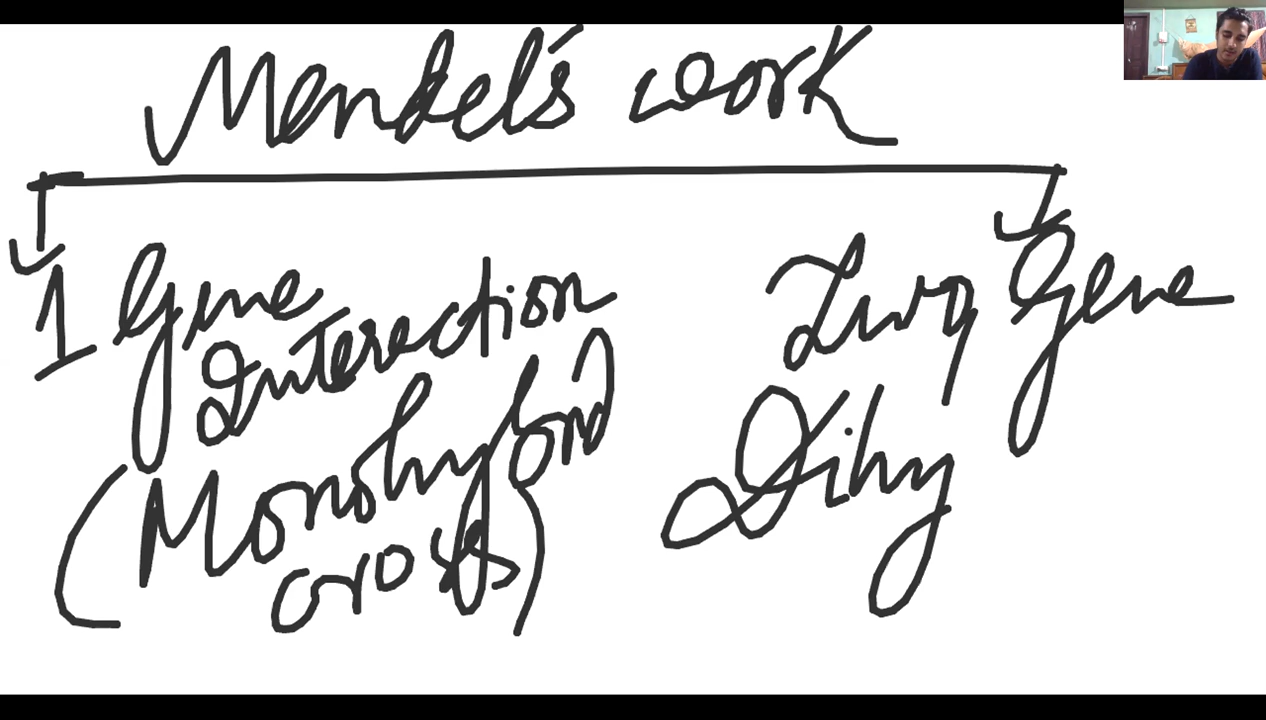 Mendel's work
1 Gene
Interection
(Monohybrid
cross)
Two Gene
Dihy